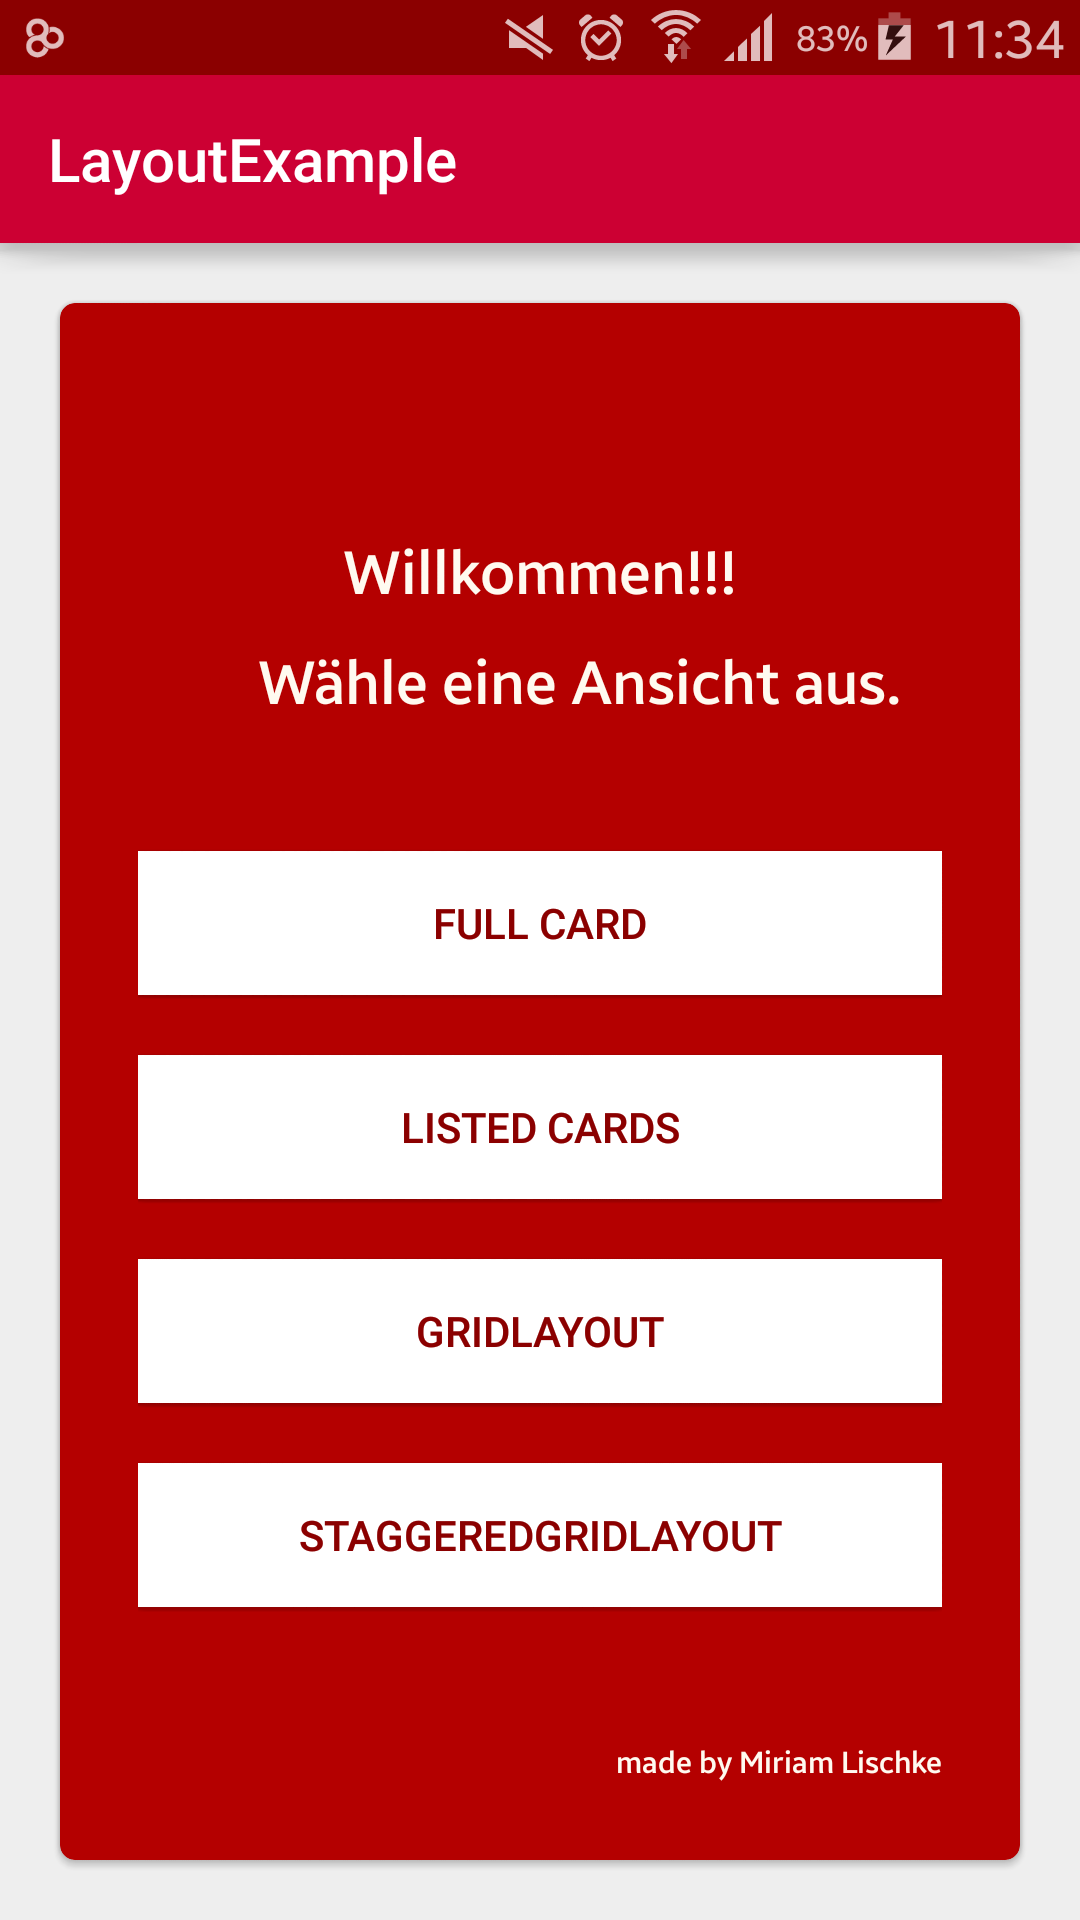 83% 11:34
LayoutExample
Willkommen!!!
Wähle eine Ansicht aus.
FULL CARD
LISTED CARDS
GRIDLAYOUT
STAGGEREDGRIDLAYOUT
made by Miriam Lischke